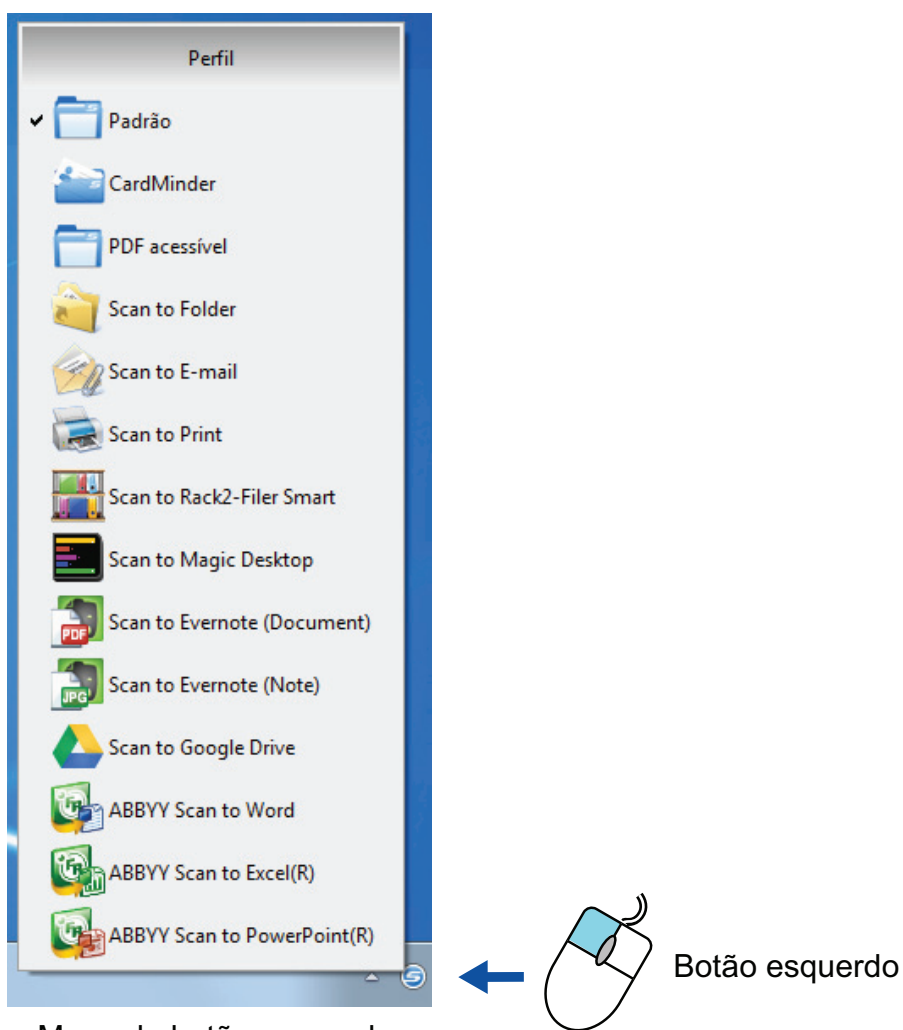 Perfil
Padrão
CardMinder
PDF acessível
Scan to Folder
Scan to E-mail
Scan to Print
Scan to Rack2-Filer Smart
Scan to Magic Desktop
PDF
Scan to Evernote (Document)
JPG
Scan to Evernote (Note)
Scan to Google Drive
ABBYY Scan to Word
ABBYY Scan to Excel(R)
ABBYY Scan to PowerPoint(R)
Botão esquerdo